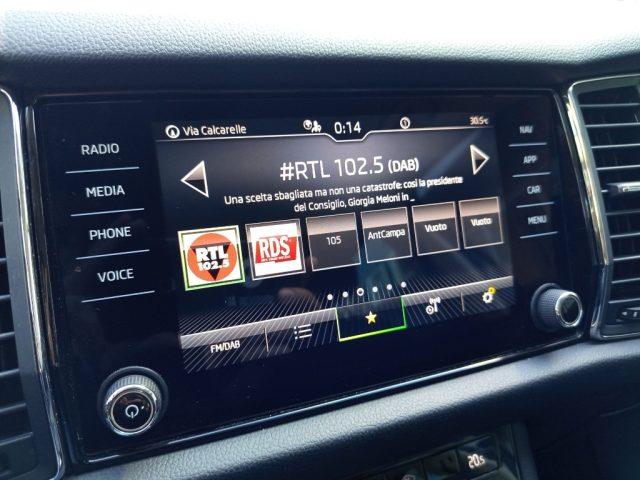 Via Calcarelle
0:14
30.5°C
RADIO
MEDIA
PHONE
VOICE
NAV
APP
CAR
MENU
#RTL 102.5 (DAB)
Una scelta sbagliata ma non una catastrofe: così la presidente
del Consiglio, Giorgia Meloni in _
RTL
102.5
RDS
105
AntCampa
Vuoto
Vuoto
FM/DAB
20.5